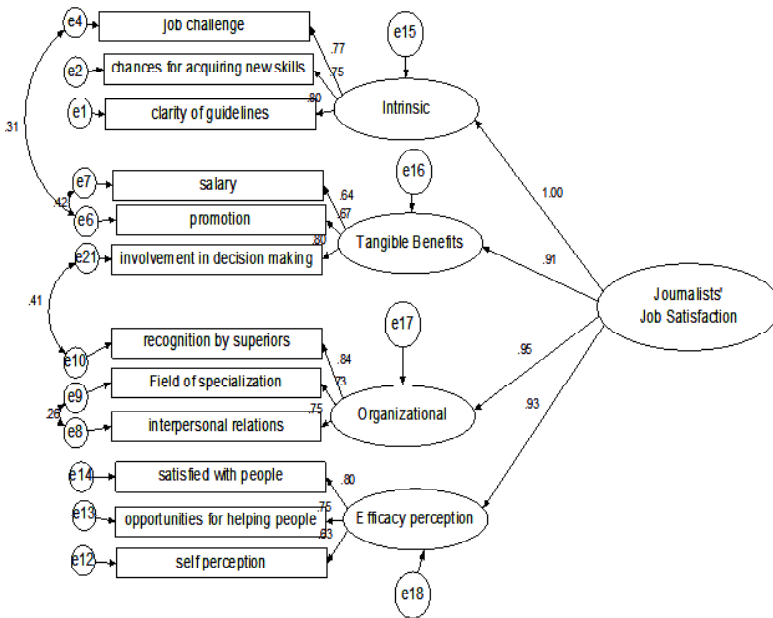 e4
job challenge
e15
.77
e2
chances for acquiring new skills
.75
e1
clarity of guidelines
.80
Intrinsic
.31
e7
salary
e16
.64
1.00
.42
e6
promotion
.67
Tangible Benefits
e21
involvement in decision making
.80
.91
Journalists'
Job Satisfaction
.41
e17
e10
recognition by superiors
.84
.95
e9
Field of specialization
.73
.26
e8
interpersonal relations
.75
Organizational
.93
e14
satisfied with people
.80
e13
opportunities for helping people
.75
Efficacy perception
.63
e12
self perception
e18